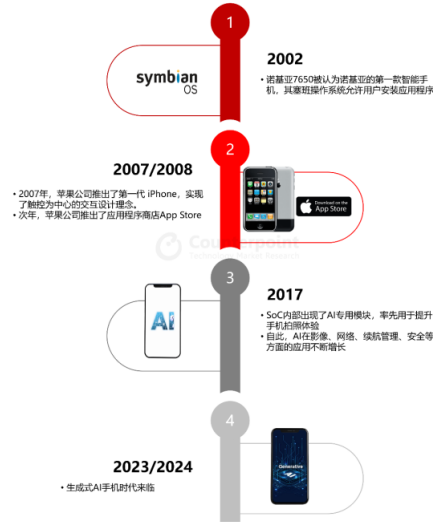 1
symbian
OS
2002
• 诺基亚7650被认为诺基亚的第一款智能手
机，其塞班操作系统允许用户安装应用程序
2
2007/2008
• 2007年，苹果公司推出了第一代 iPhone，实现
了触控为中心的交互设计理念。
• 次年，苹果公司推出了应用程序商店App Store
Download on the
App Store
Counterpoint
3
AI
2017
• SoC内部出现了AI专用模块，率先用于提升
手机拍照体验
• 自此，AI在影像、网络、续航管理、安全等
方面的应用不断增长
4
2023/2024
• 生成式AI手机时代来临
Generative